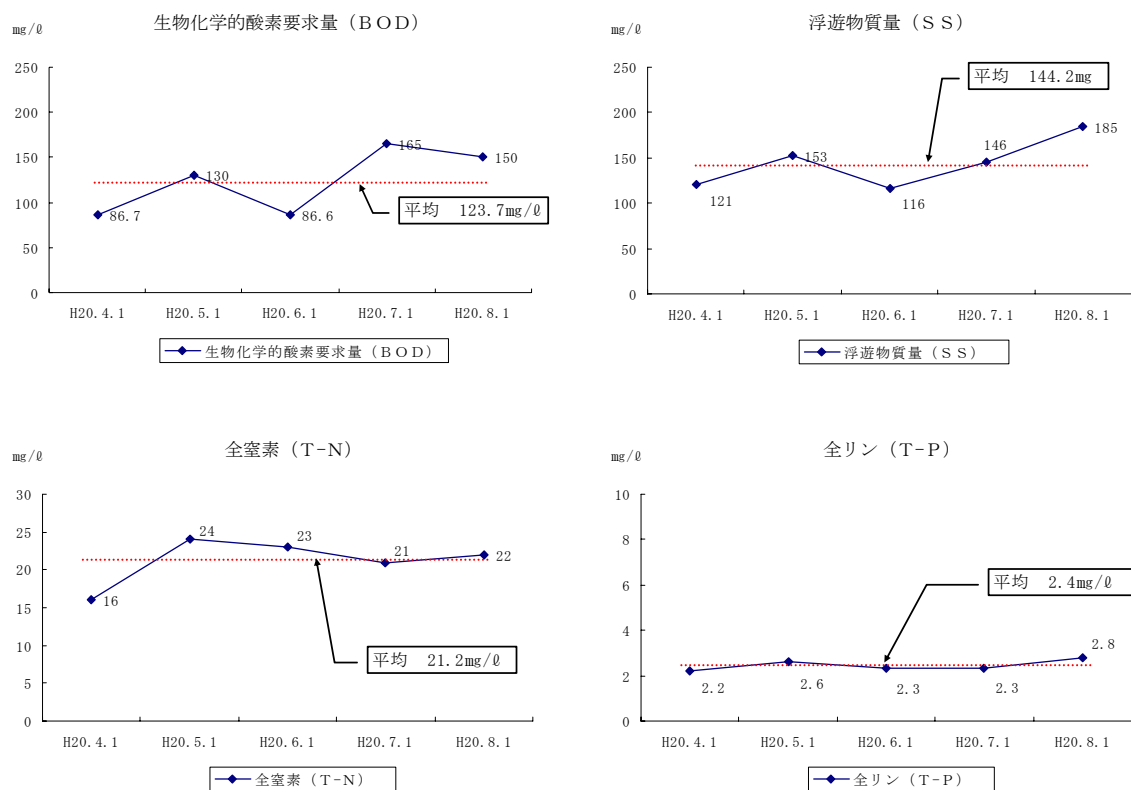 生物化学的酸素要求量（ＢＯＤ）
mg/ℓ
250
200
150
100
50
0
86.7
130
86.6
165
150
平均 123.7mg/ℓ
H20.4.1 H20.5.1 H20.6.1 H20.7.1 H20.8.1
生物化学的酸素要求量（ＢＯＤ）
浮遊物質量（ＳＳ）
mg/ℓ
250
200
150
100
50
0
121
153
116
146
185
平均 144.2mg
H20.4.1 H20.5.1 H20.6.1 H20.7.1 H20.8.1
浮遊物質量（ＳＳ）
全窒素（Ｔ-Ｎ）
mg/ℓ
30
25
20
15
10
5
0
16
24
23
21
22
平均 21.2mg/ℓ
H20.4.1 H20.5.1 H20.6.1 H20.7.1 H20.8.1
全窒素（Ｔ-Ｎ）
全リン（Ｔ-Ｐ）
mg/ℓ
10
8
6
4
2
0
2.2
2.6
2.3
2.3
2.8
平均 2.4mg/ℓ
H20.4.1 H20.5.1 H20.6.1 H20.7.1 H20.8.1
全リン（Ｔ-Ｐ）